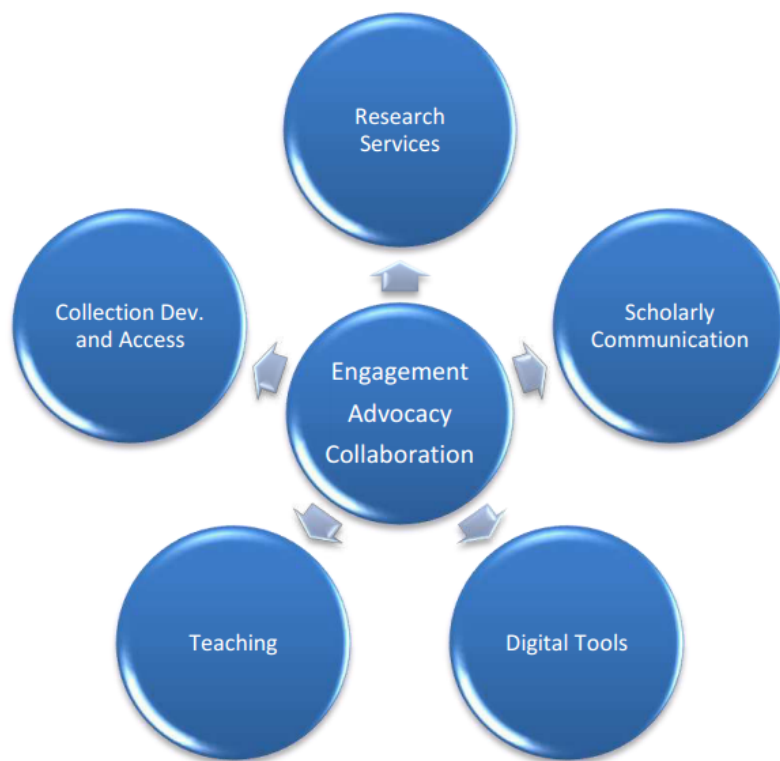 Research
Services
Collection Dev.
and Access
Scholarly
Communication
Engagement
Advocacy
Collaboration
Teaching
Digital Tools